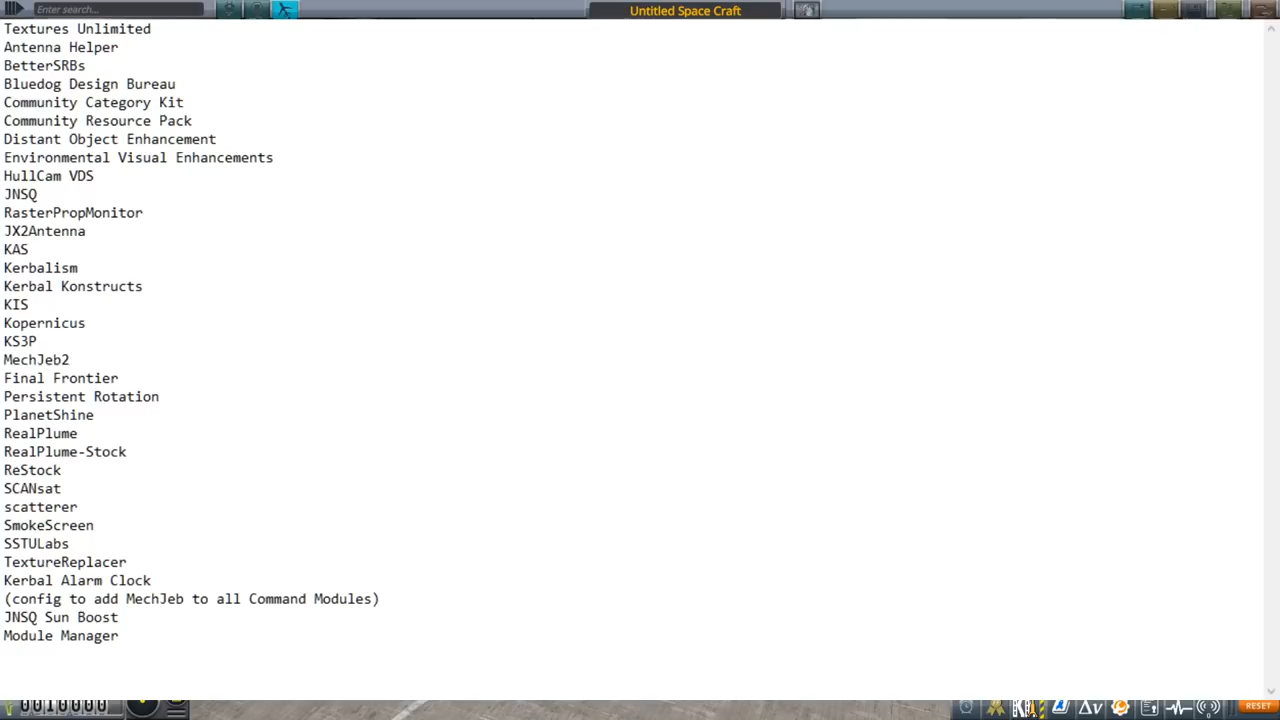 Enter search...
Untitled Space Craft
Textures Unlimited
Antenna Helper
BetterSRBs
Bluedog Design Bureau
Community Category Kit
Community Resource Pack
Distant Object Enhancement
Environmental Visual Enhancements
HullCam VDS
JNSQ
RasterPropMonitor
JX2Antenna
KAS
Kerbalism
Kerbal Konstructs
KIS
Kopernicus
KS3P
MechJeb2
Final Frontier
Persistent Rotation
PlanetShine
RealPlume
RealPlume-Stock
ReStock
SCANsat
scatterer
SmokeScreen
SSTULabs
TextureReplacer
Kerbal Alarm Clock
(config to add MechJeb to all Command Modules)
JNSQ Sun Boost
Module Manager
Δv
RESET